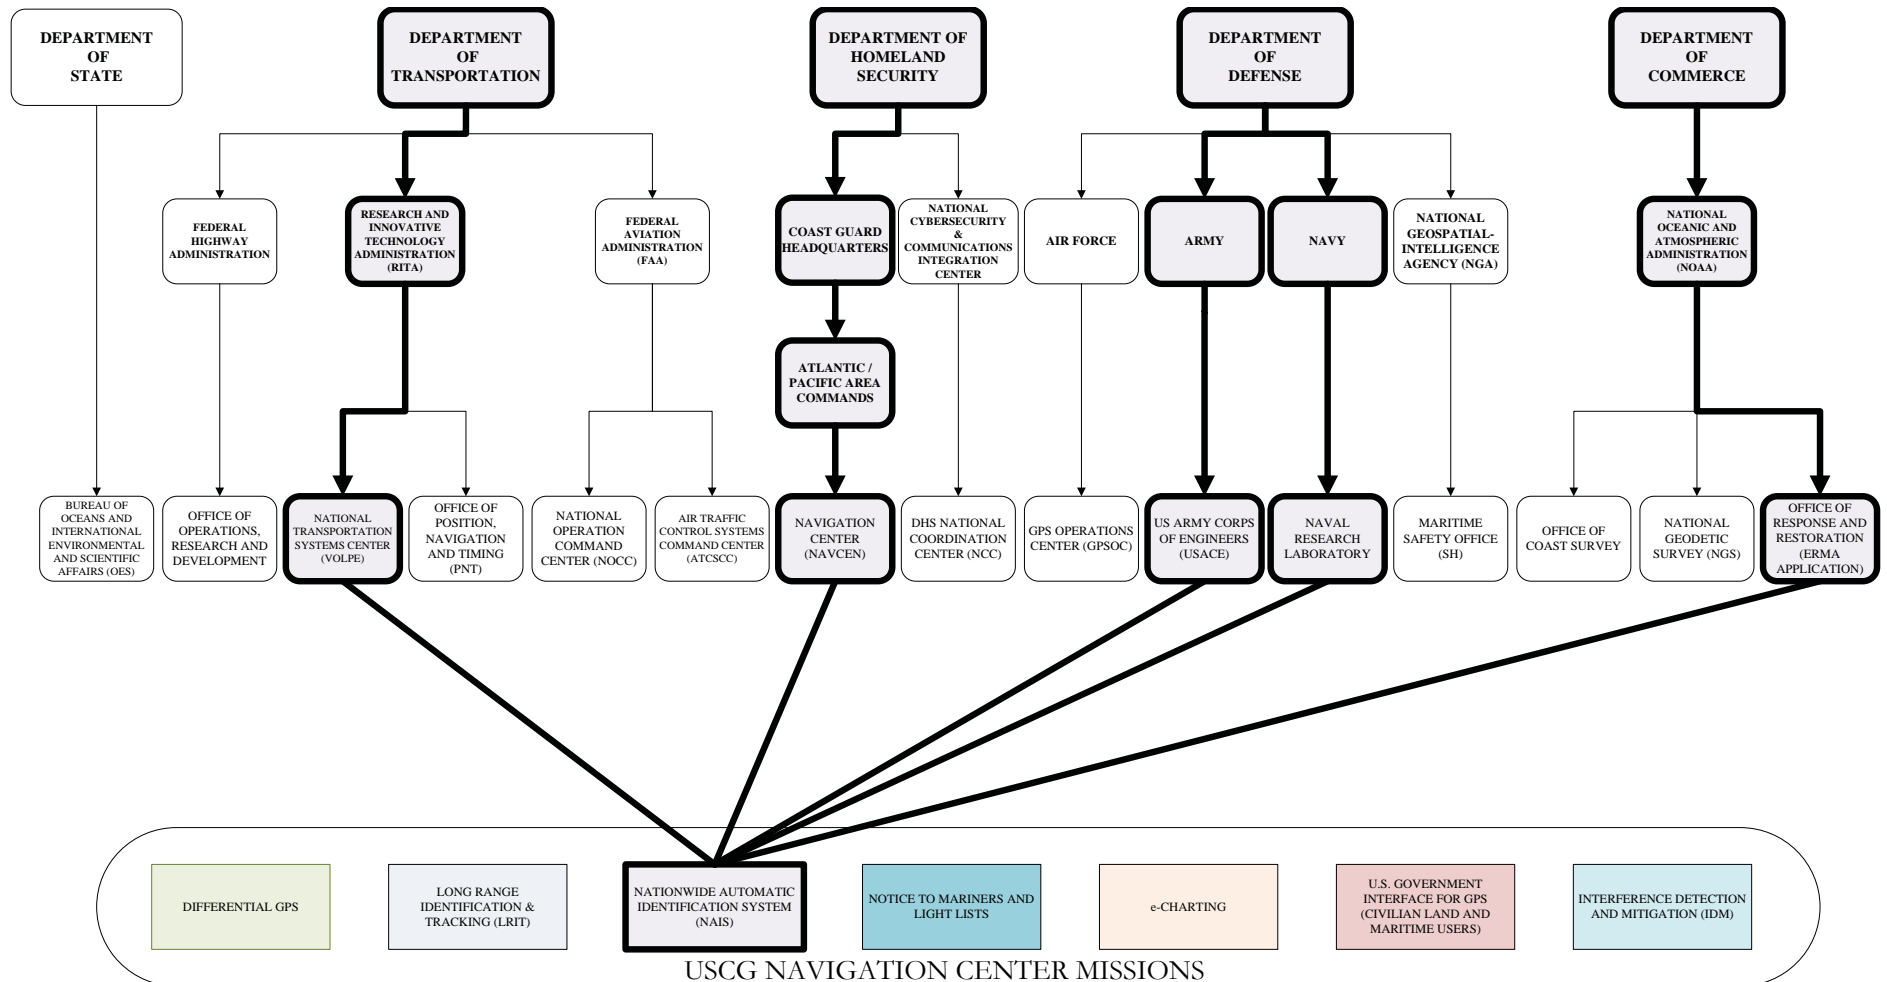 DEPARTMENT
OF
STATE
DEPARTMENT
OF
TRANSPORTATION
DEPARTMENT OF
HOMELAND
SECURITY
DEPARTMENT
OF
DEFENSE
DEPARTMENT
OF
COMMERCE
FEDERAL
HIGHWAY
ADMINISTRATION
RESEARCH AND
INNOVATIVE
TECHNOLOGY
ADMINISTRATION
(RITA)
FEDERAL
AVIATION
ADMINISTRATION
(FAA)
COAST GUARD
HEADQUARTERS
NATIONAL
CYBERSECURITY
&
COMMUNICATIONS
INTEGRATION
CENTER
AIR FORCE
ARMY
NAVY
NATIONAL
GEOSPATIAL-
INTELLIGENCE
AGENCY (NGA)
NATIONAL
OCEANIC AND
ATMOSPHERIC
ADMINISTRATION
(NOAA)
ATLANTIC /
PACIFIC AREA
COMMANDS
BUREAU OF
OCEANS AND
INTERNATIONAL
ENVIRONMENTAL
AND SCIENTIFIC
AFFAIRS (OES)
OFFICE OF
OPERATIONS,
RESEARCH AND
DEVELOPMENT
NATIONAL
TRANSPORTATION
SYSTEMS CENTER
(VOLPE)
OFFICE OF
POSITION,
NAVIGATION
AND TIMING
(PNT)
NATIONAL
OPERATION
COMMAND
CENTER (NOCC)
AIR TRAFFIC
CONTROL SYSTEMS
COMMAND CENTER
(ATCSCC)
NAVIGATION
CENTER
(NAVCEN)
DHS NATIONAL
COORDINATION
CENTER (NCC)
GPS OPERATIONS
CENTER (GPSOC)
US ARMY CORPS
OF ENGINEERS
(USACE)
NAVAL
RESEARCH
LABORATORY
MARITIME
SAFETY OFFICE
(SH)
OFFICE OF
COAST SURVEY
NATIONAL
GEODETIC
SURVEY (NGS)
OFFICE OF
RESPONSE AND
RESTORATION
(ERMA
APPLICATION)
DIFFERENTIAL GPS
LONG RANGE
IDENTIFICATION &
TRACKING (LRIT)
NATIONWIDE AUTOMATIC
IDENTIFICATION SYSTEM
(NAIS)
NOTICE TO MARINERS AND
LIGHT LISTS
e-CHARTING
U.S. GOVERNMENT
INTERFACE FOR GPS
(CIVILIAN LAND AND
MARITIME USERS)
INTERFERENCE DETECTION
AND MITIGATION (IDM)
USCG NAVIGATION CENTER MISSIONS